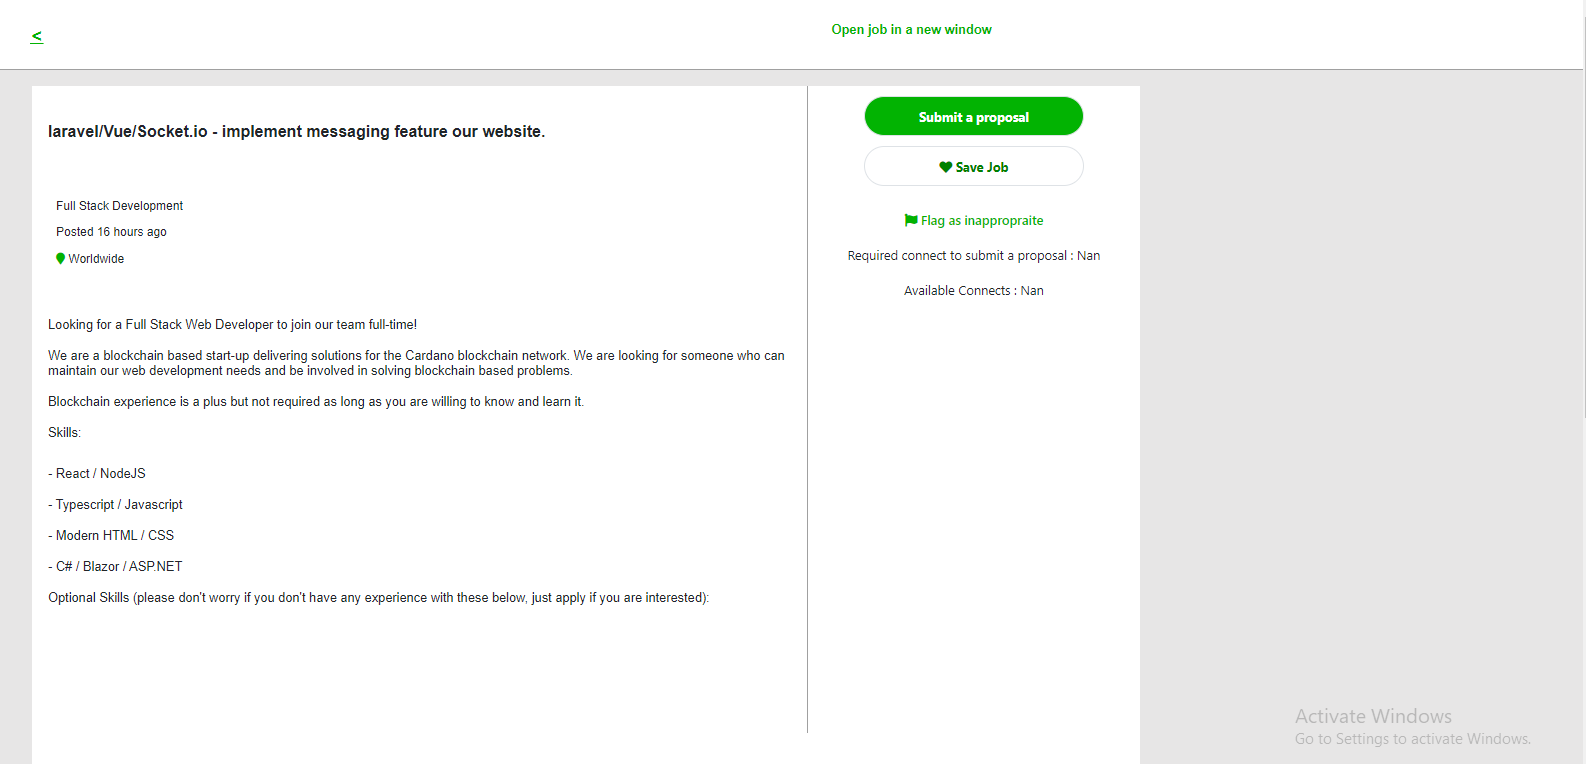 <
Open job in a new window
laravel/Vue/Socket.io - implement messaging feature our website.
Full Stack Development
Posted 16 hours ago
Worldwide
Looking for a Full Stack Web Developer to join our team full-time!
We are a blockchain based start-up delivering solutions for the Cardano blockchain network. We are looking for someone who can
maintain our web development needs and be involved in solving blockchain based problems.
Blockchain experience is a plus but not required as long as you are willing to know and learn it.
Skills:
- React / NodeJS
- Typescript / Javascript
- Modern HTML / CSS
- C# / Blazor / ASP.NET
Optional Skills (please don't worry if you don't have any experience with these below, just apply if you are interested):
Submit a proposal
Save Job
Flag as inappropraite
Required connect to submit a proposal : Nan
Available Connects : Nan
Activate Windows
Go to Settings to activate Windows.